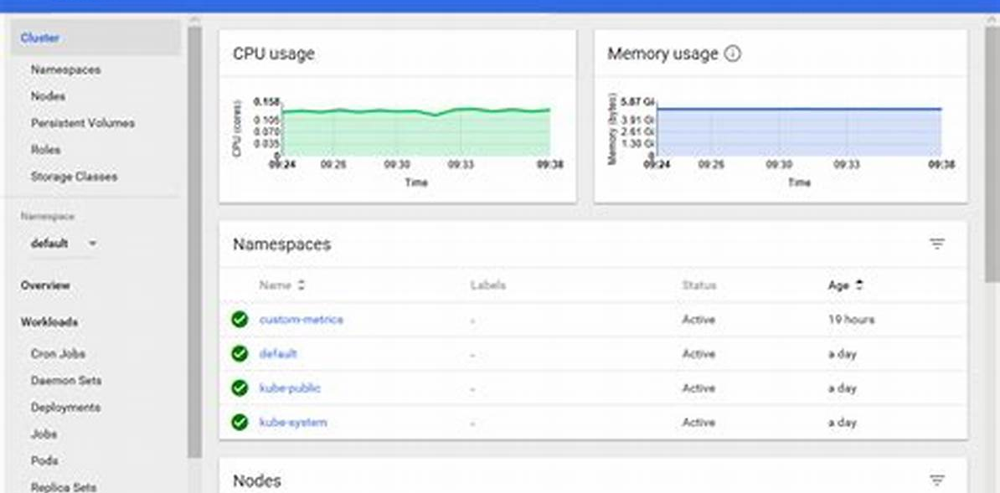 Cluster
Namespaces
Nodes
Persistent Volumes
Roles
Storage Classes
Namespace
default
Overview
Workloads
Cron Jobs
Daemon Sets
Deployments
Jobs
Pods
Replica Sets
CPU usage
CPU (cores)
0.158
0.105
0.070
0.035
0
09:24 09:26 09:30 09:33 09:38
Time
Memory usage
Memory (bytes)
5.87 Gi
3.91 Gi
2.61 Gi
1.30 Gi
0
09:24 09:26 09:30 09:33 09:38
Time
Namespaces
Name Labels Status Age
custom-metrics - Active 19 hours
default - Active a day
kube-public - Active a day
kube-system - Active a day
Nodes